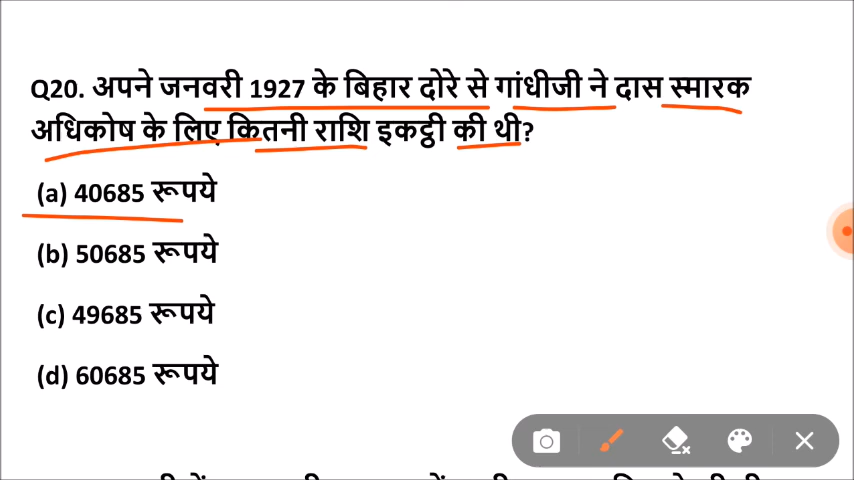 Q20. अपने जनवरी 1927 के बिहार दोरे से गांधीजी ने दास स्मारक
अधिकोष के लिए कितनी राशि इकट्ठी की थी?
(a) 40685 रूपये
(b) 50685 रूपये
(c) 49685 रूपये
(d) 60685 रूपये